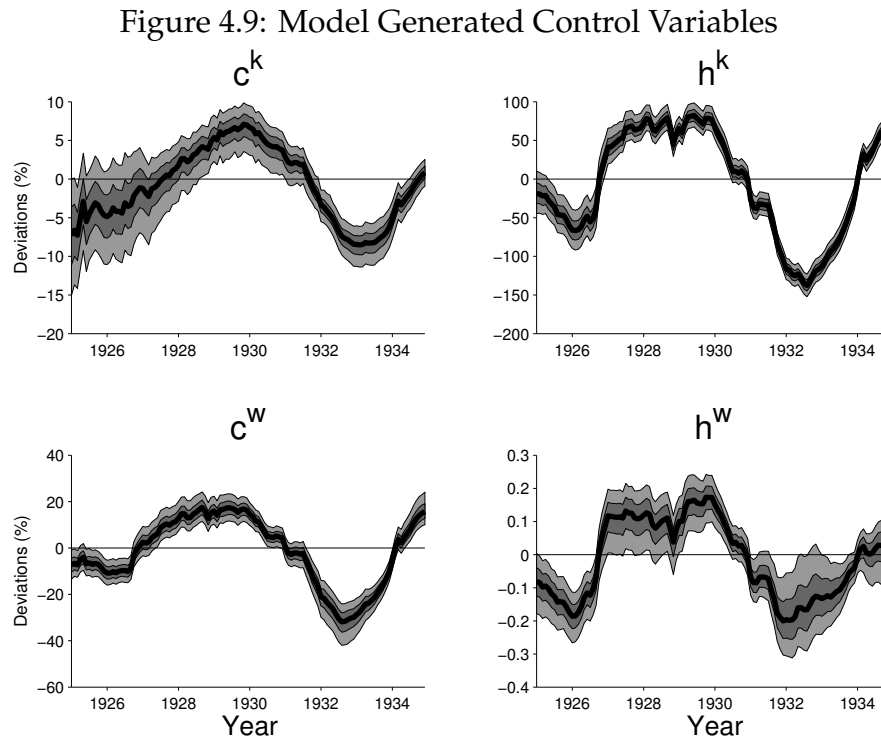 Figure 4.9: Model Generated Control Variables
c^k
10
5
0
−5
−10
−15
−20
Deviations (%)
1926 1928 1930 1932 1934
h^k
100
50
0
−50
−100
−150
−200
1926 1928 1930 1932 1934
c^w
40
20
0
−20
−40
−60
Deviations (%)
1926 1928 1930 1932 1934
Year
h^w
0.3
0.2
0.1
0
−0.1
−0.2
−0.3
−0.4
1926 1928 1930 1932 1934
Year